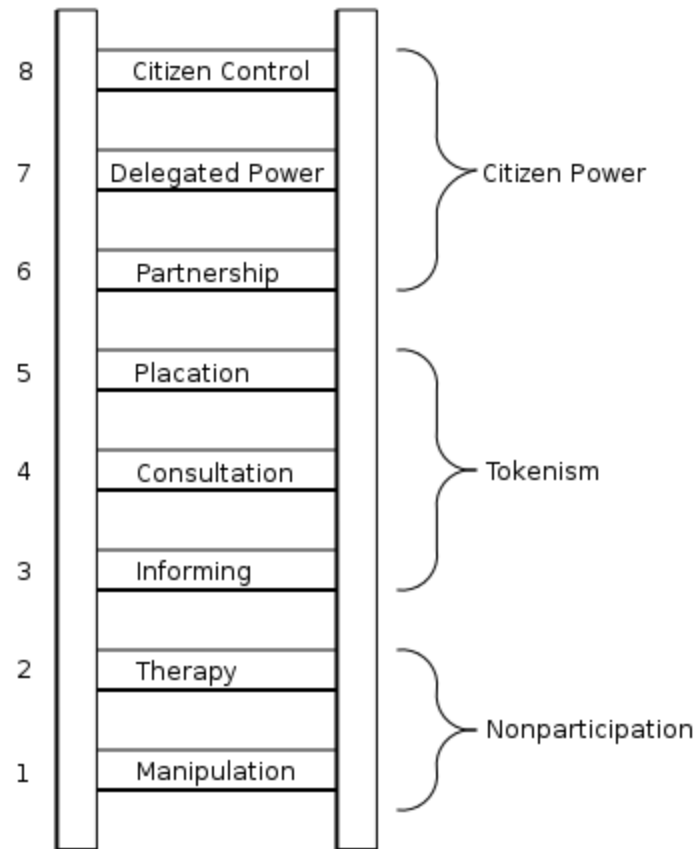 8 Citizen Control
7 Delegated Power
Citizen Power
6 Partnership
5 Placation
4 Consultation
Tokenism
3 Informing
2 Therapy
Nonparticipation
1 Manipulation